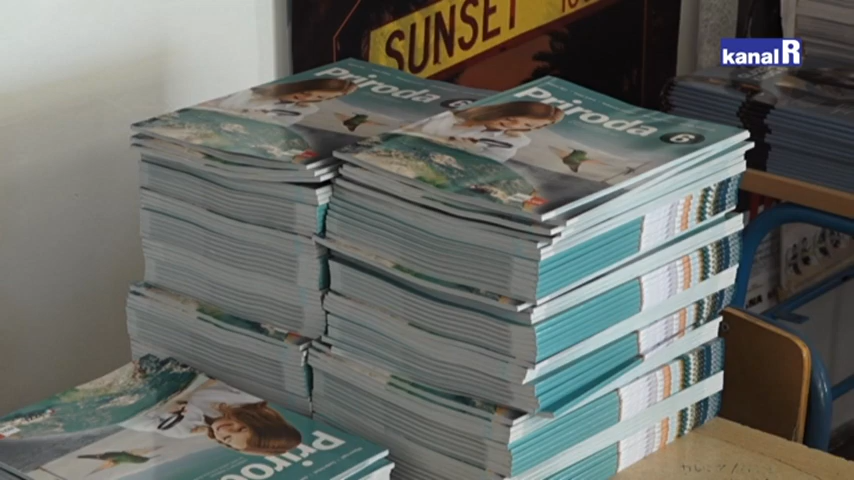 SUNSET
kanalR
Priroda 6
Priroda 6
Priroda